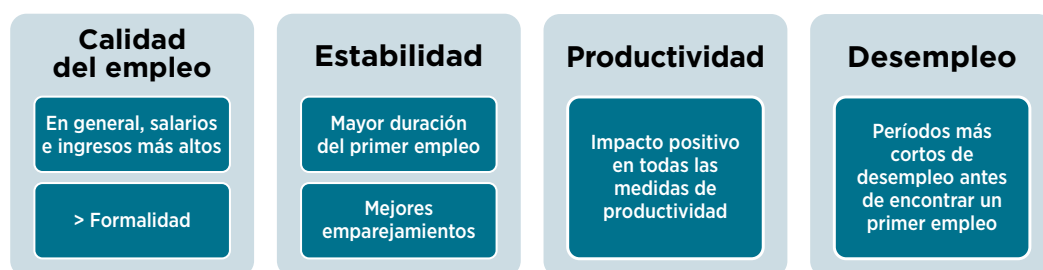 Calidad
del empleo
En general, salarios
e ingresos más altos
> Formalidad
Estabilidad
Mayor duración
del primer empleo
Mejores
emparejamientos
Productividad
Impacto positivo
en todas las
medidas de
productividad
Desempleo
Períodos más
cortos de
desempleo antes
de encontrar un
primer empleo